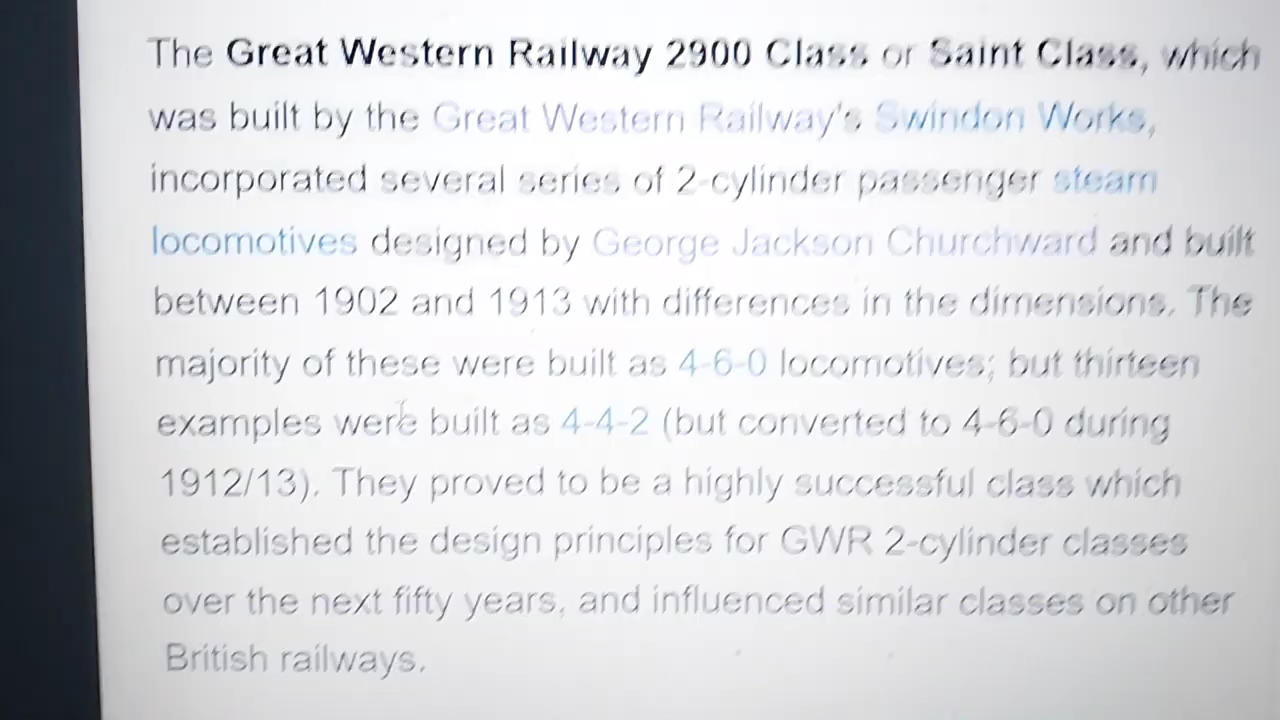 The Great Western Railway 2900 Class or Saint Class, which
was built by the Great Western Railway's Swindon Works,
incorporated several series of 2-cylinder passenger steam
locomotives designed by George Jackson Churchward and built
between 1902 and 1913 with differences in the dimensions. The
majority of these were built as 4-6-0 locomotives; but thirteen
examples were built as 4-4-2 (but converted to 4-6-0 during
1912/13). They proved to be a highly successful class which
established the design principles for GWR 2-cylinder classes
over the next fifty years, and influenced similar classes on other
British railways.